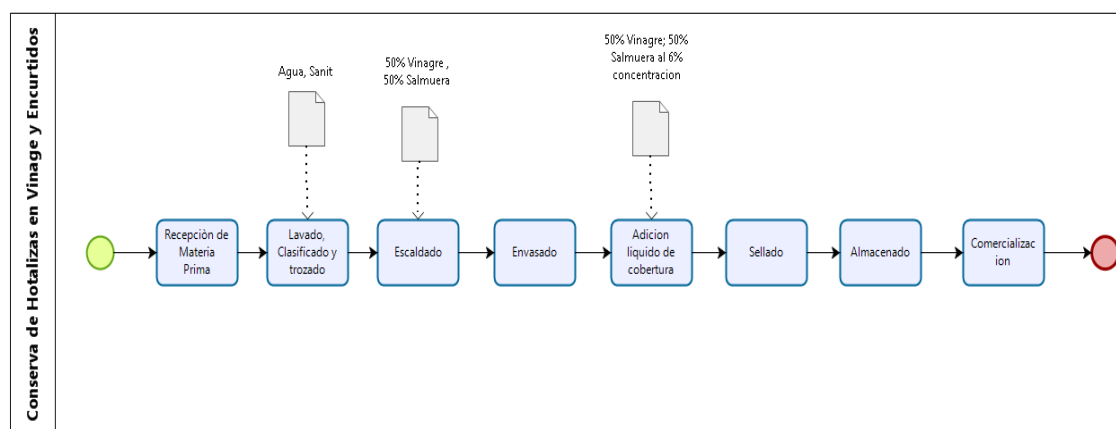 Conserva de Hotalizas en Vinage y Encurtidos
Agua, Sanit
50% Vinagre ,
50% Salmuera
50% Vinagre; 50%
Salmuera al 6%
concentracion
Recepciòn de
Materia
Prima
Lavado,
Clasificado y
trozado
Escaldado
Envasado
Adicion
liquido de
cobertura
Sellado
Almacenado
Comercializac
ion